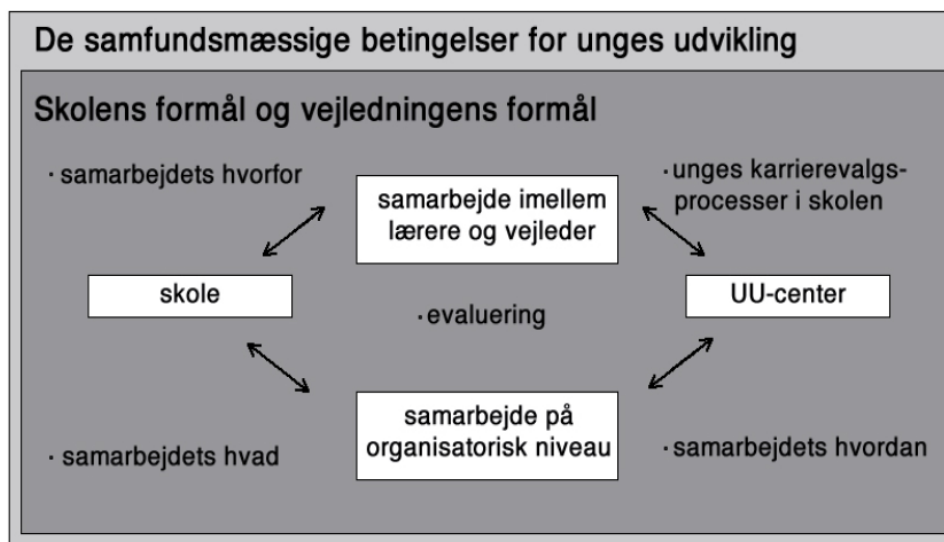 De samfundsmæssige betingelser for unges udvikling
Skolens formål og vejledningens formål
· samarbejdets hvorfor
samarbejde imellem
lærere og vejleder
· unges karrierevalgs-
processer i skolen
skole
UU-center
· evaluering
samarbejde på
organisatorisk niveau
· samarbejdets hvad
· samarbejdets hvordan